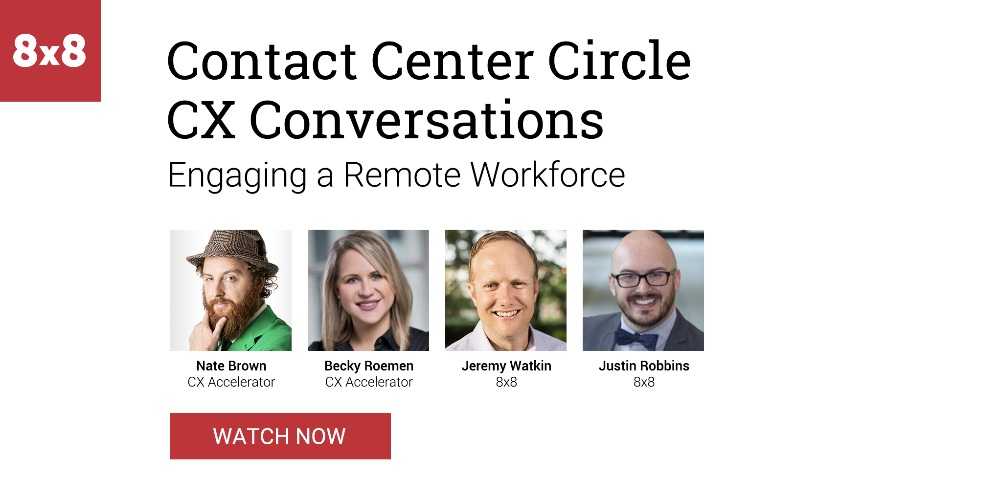 8x8
Contact Center Circle
CX Conversations
Engaging a Remote Workforce
Nate Brown
CX Accelerator
Becky Roemen
CX Accelerator
Jeremy Watkin
8x8
Justin Robbins
8x8
WATCH NOW